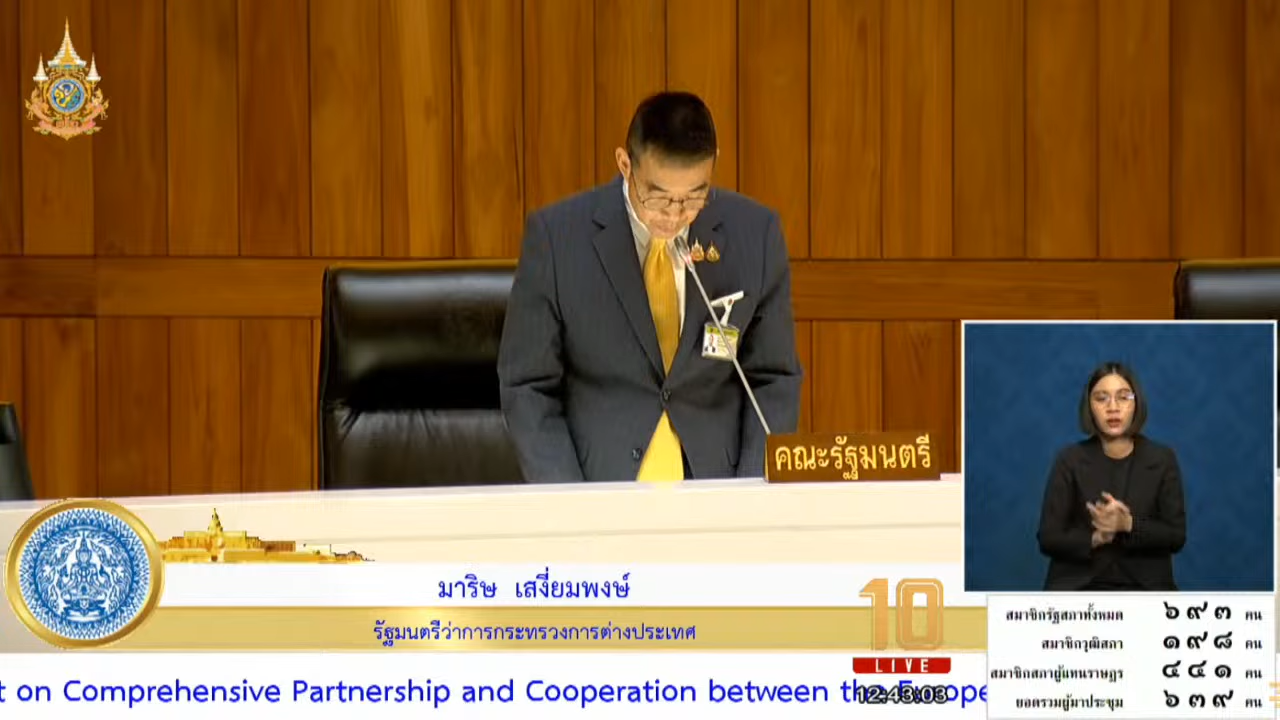 คณะรัฐมนตรี
มาริษ เสงี่ยมพงษ์
รัฐมนตรีว่าการกระทรวงการต่างประเทศ
10
LIVE
12:43:03
สมาชิกรัฐสภาทั้งหมด ๖๙๓ คน
สมาชิกวุฒิสภา ๑๙๘ คน
สมาชิกสภาผู้แทนราษฎร ๔๔๑ คน
ยอดรวมผู้มาประชุม ๖๓๙ คน
t on Comprehensive Partnership and Cooperation between the Europe